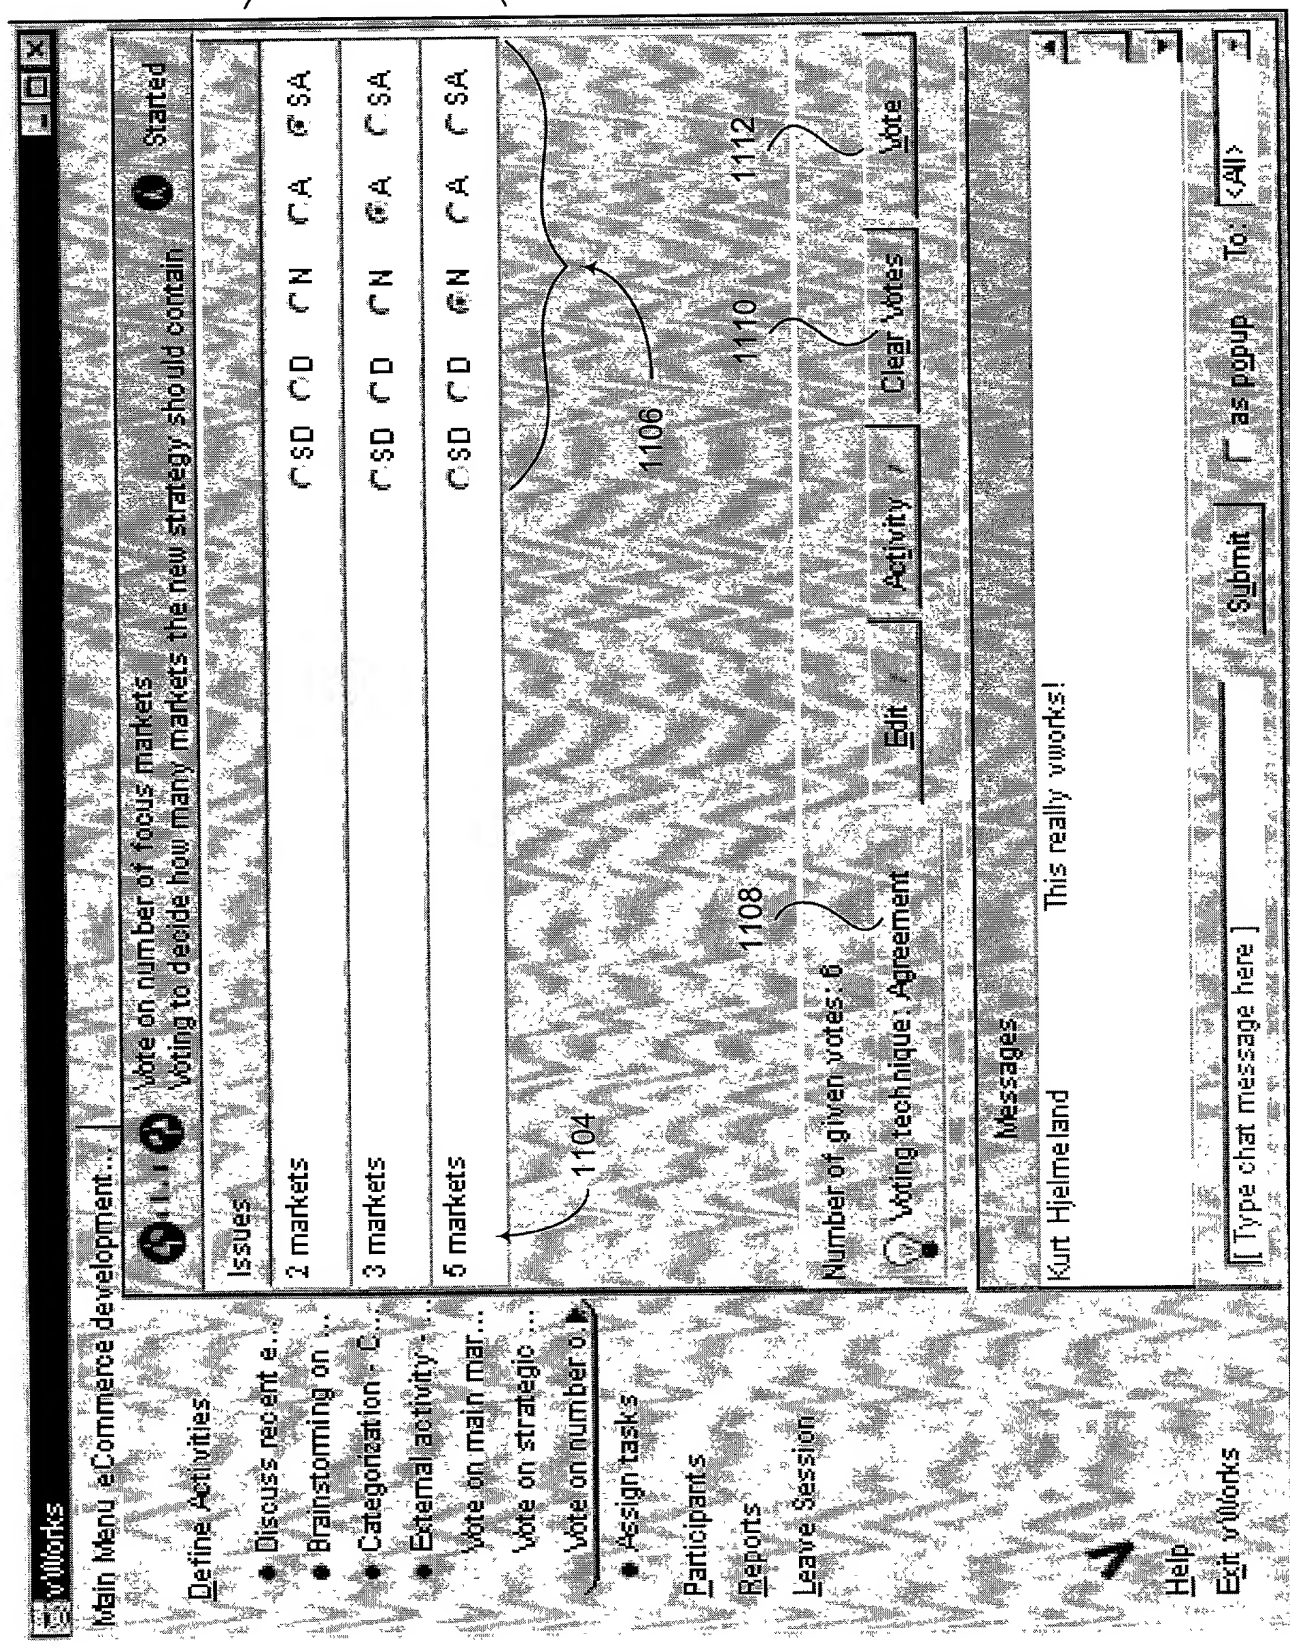 vWorks
Main Menu eCommerce development...
Define Activities
Discuss recent e...
Brainstorming on ...
Categorization - C...
External activity - ...
Vote on main mar...
Vote on strategic ...
Vote on number o...
Assign tasks
Participants
Reports
Leave Session
Help
Exit vWorks
Vote on number of focus markets
Voting to decide how many markets the new strategy should contain
Started
Issues
2 markets SD D N A SA
3 markets SD D N A SA
5 markets SD D N A SA
1104
1106
Number of given votes: 6
1108
1110
1112
Voting technique: Agreement
Edit Activity Clear Votes Vote
Messages
Kurt Hjelmeland This really vWorks!
[ Type chat message here ] Submit as popup To: <All>